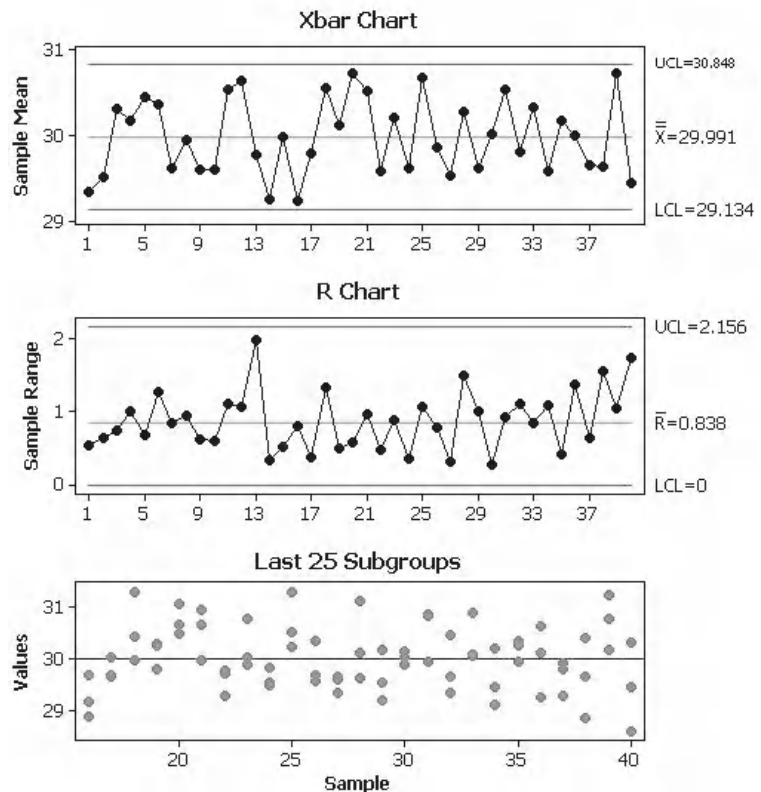 Xbar Chart
Sample Mean
31
30
29
UCL=30.848
X=29.991
LCL=29.134
1 5 9 13 17 21 25 29 33 37
R Chart
Sample Range
2
1
0
UCL=2.156
R=0.838
LCL=0
1 5 9 13 17 21 25 29 33 37
Last 25 Subgroups
Values
31
30
29
20 25 30 35 40
Sample